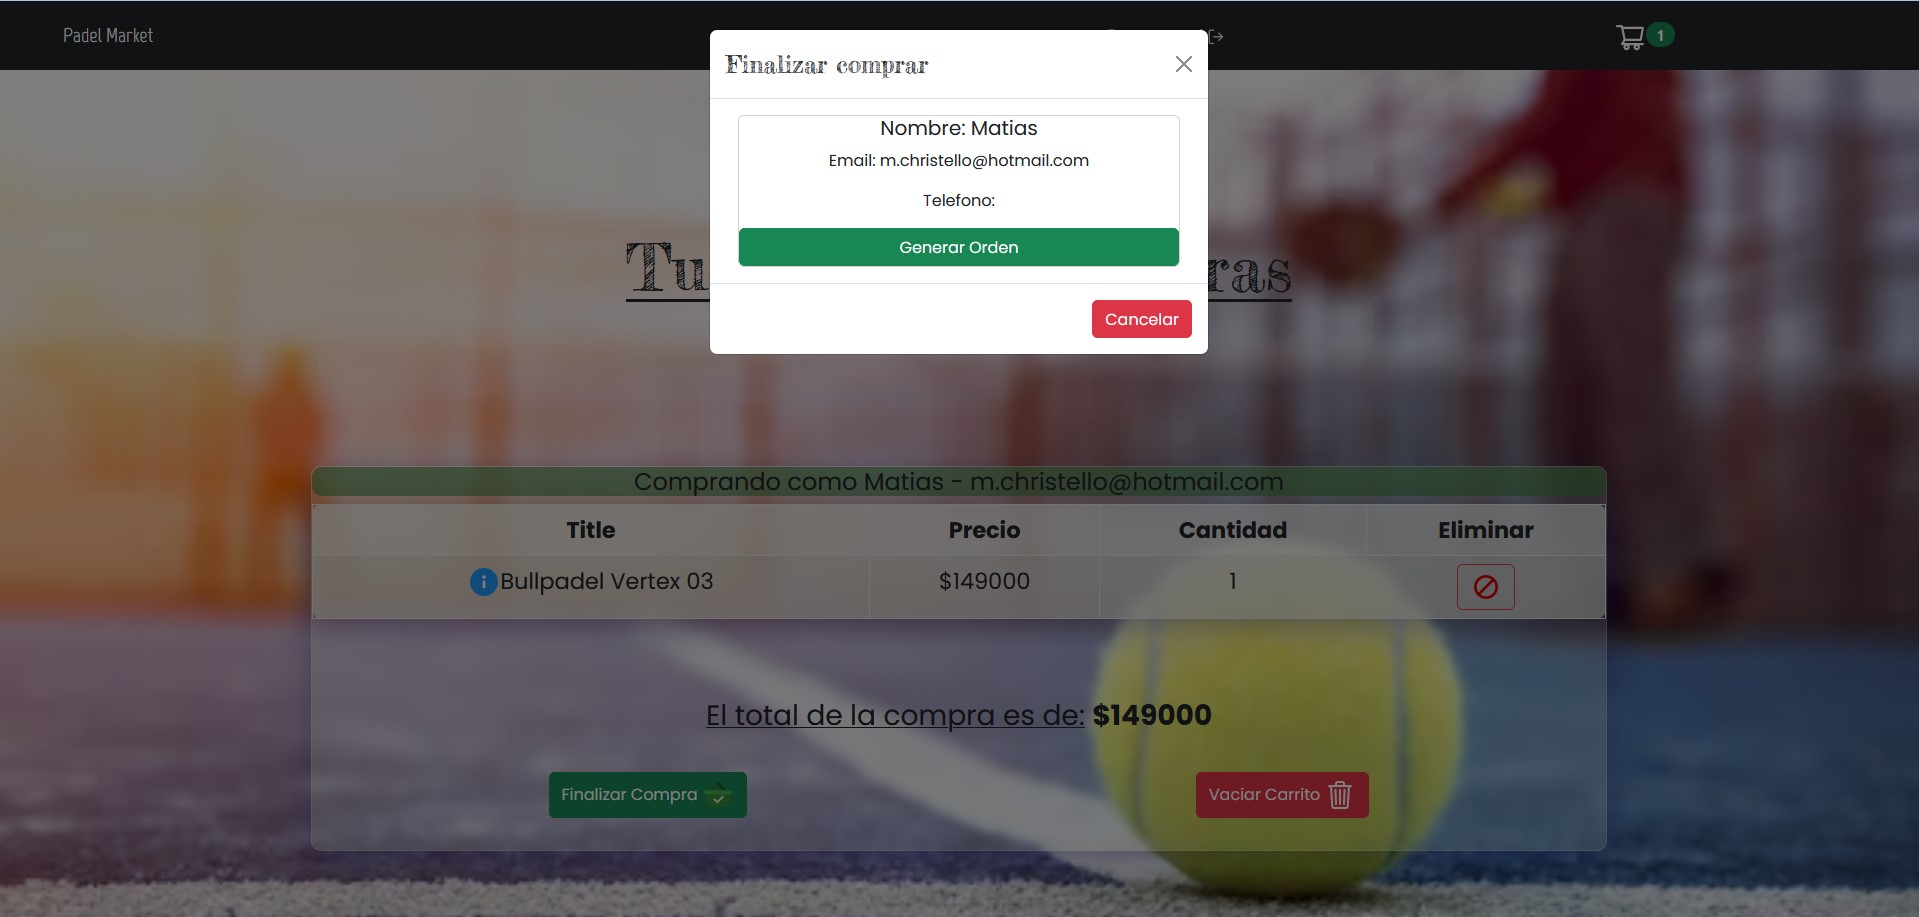 Padel Market
1
Finalizar comprar
Nombre: Matias
Email: m.christello@hotmail.com
Telefono:
Generar Orden
Cancelar
Tu
ras
Comprando como Matias - m.christello@hotmail.com
Title Precio Cantidad Eliminar
Bullpadel Vertex 03 $149000 1
El total de la compra es de: $149000
Finalizar Compra
Vaciar Carrito